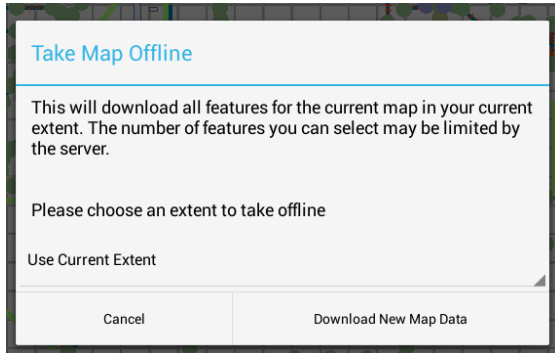 Take Map Offline
This will download all features for the current map in your current
extent. The number of features you can select may be limited by
the server.
Please choose an extent to take offline
Use Current Extent
Cancel
Download New Map Data